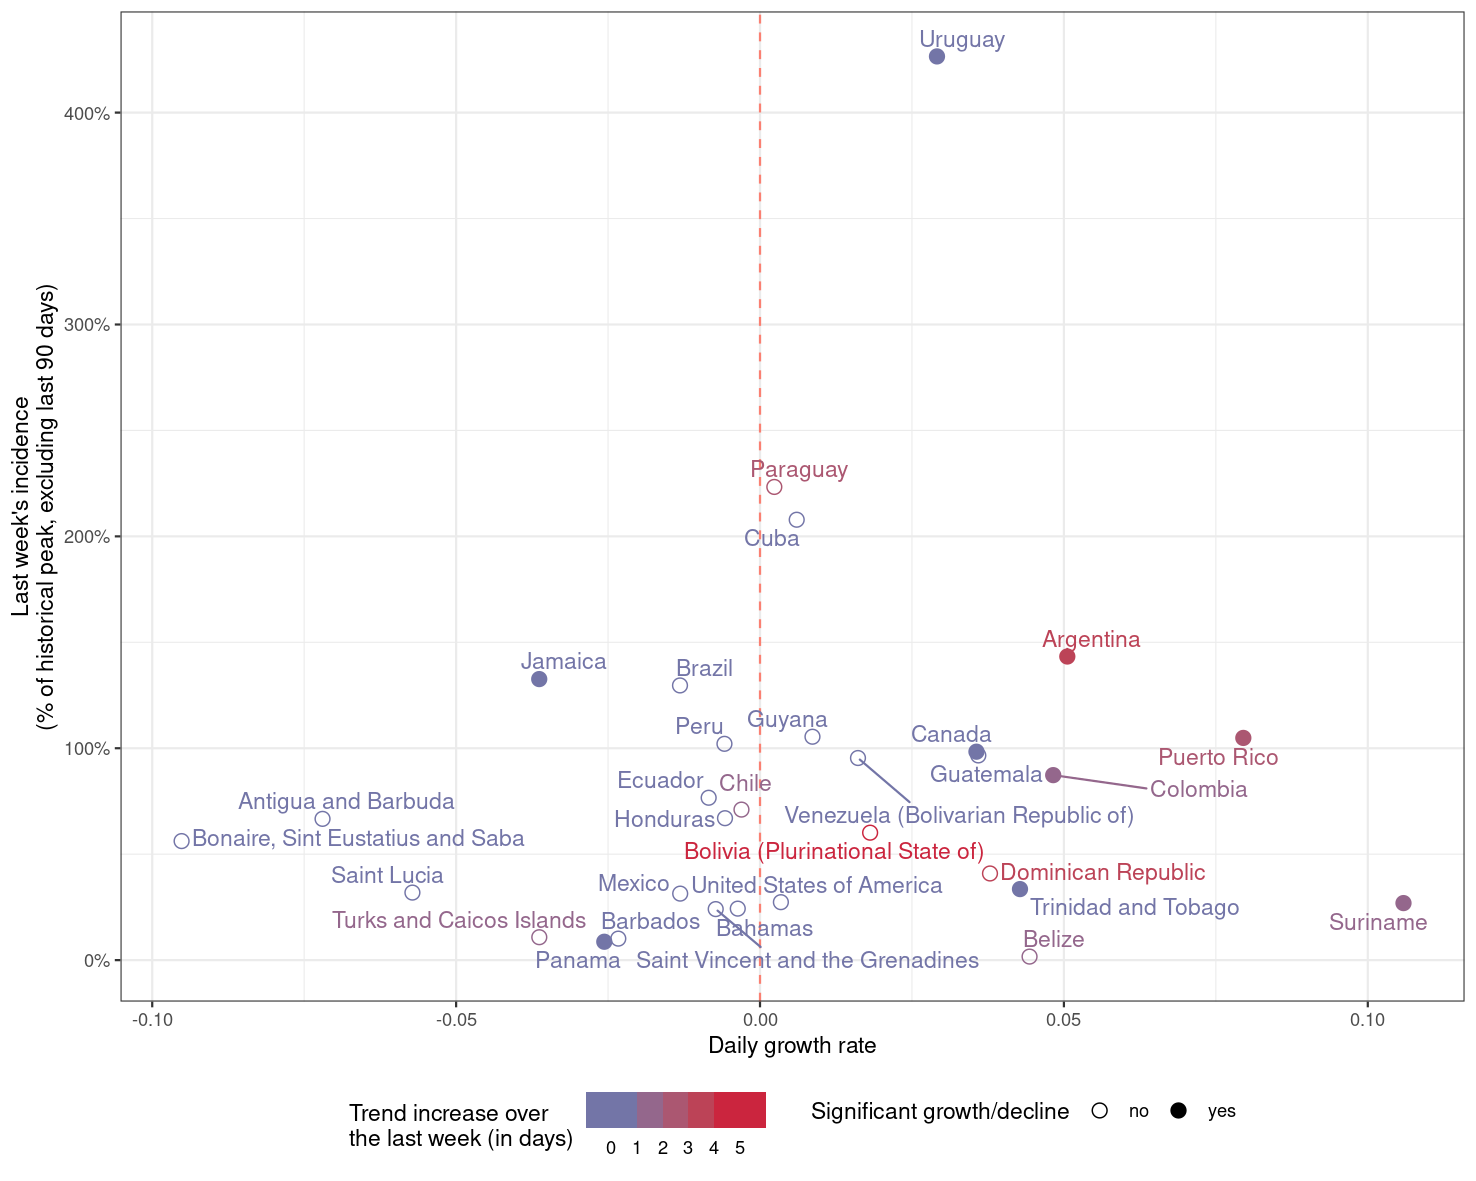 Uruguay
400%
300%
Paraguay
200%
Cuba
Argentina
Jamaica
Brazil
Guyana
Peru
Canada
100%
Puerto Rico
Guatemala
Ecuador
Chile
Colombia
Antigua and Barbuda
Venezuela (Bolivarian Republic of)
Honduras
Bonaire, Sint Eustatius and Saba
Bolivia (Plurinational State of)
Dominican Republic
Saint Lucia
Mexico
United States of America
Trinidad and Tobago
Turks and Caicos Islands
Barbados
Suriname
Bahamas
Belize
0%
Panama
Saint Vincent and the Grenadines
Last week's incidence
(% of historical peak, excluding last 90 days)
-0.10
-0.05
0.00
0.05
0.10
Daily growth rate
Trend increase over
the last week (in days)
0 1 2 3 4 5
Significant growth/decline
no
yes